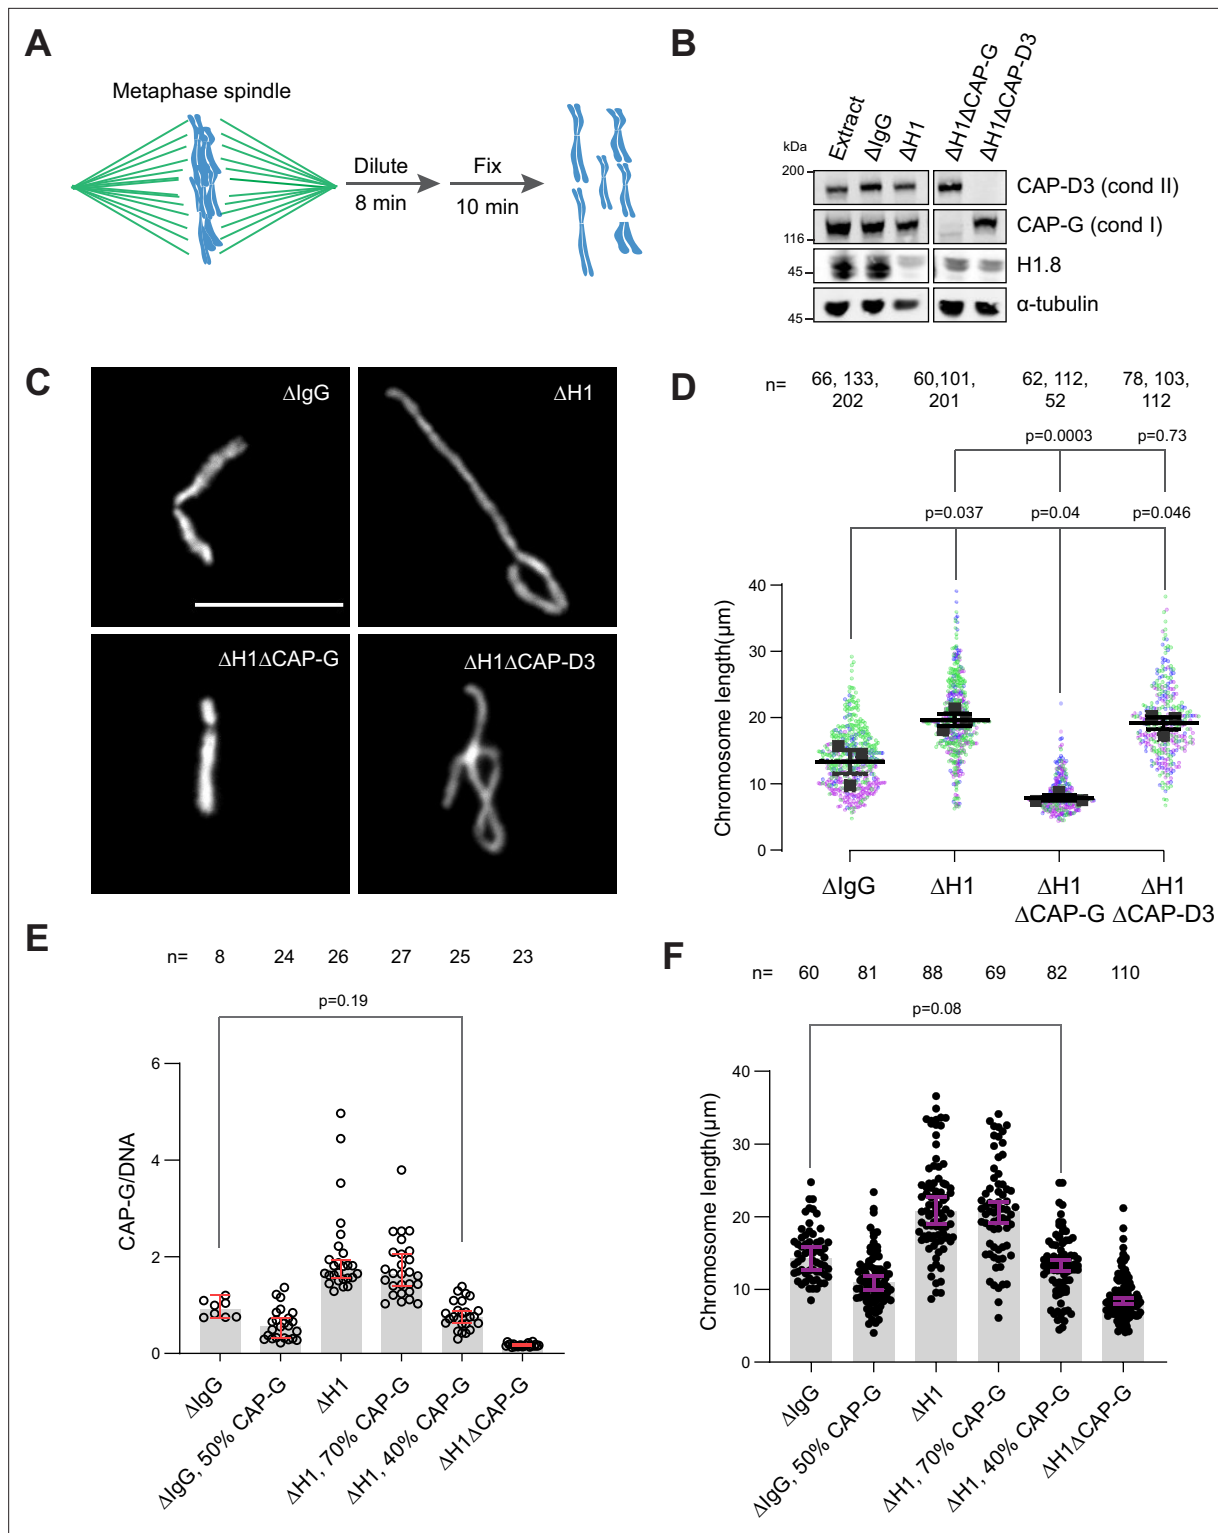 A
Metaphase spindle
Dilute
8 min
Fix
10 min
B
Extract
ΔIgG
ΔH1
ΔH1ΔCAP-G
ΔH1ΔCAP-D3
kDa
200
CAP-D3 (cond II)
116
CAP-G (cond I)
45
H1.8
45
α-tubulin
C
ΔIgG
ΔH1
ΔH1ΔCAP-G
ΔH1ΔCAP-D3
D
n= 66, 133, 60,101, 62, 112, 78, 103,
202 201 52 112
p=0.0003 p=0.73
p=0.037 p=0.04 p=0.046
Chromosome length(μm)
40
30
20
10
0
ΔIgG ΔH1 ΔH1 ΔH1
ΔCAP-G ΔCAP-D3
E
n= 8 24 26 27 25 23
p=0.19
CAP-G/DNA
6
4
2
0
ΔIgG
ΔIgG, 50% CAP-G
ΔH1
ΔH1, 70% CAP-G
ΔH1, 40% CAP-G
ΔH1ΔCAP-G
F
n= 60 81 88 69 82 110
p=0.08
Chromosome length(μm)
40
30
20
10
0
ΔIgG
ΔIgG, 50% CAP-G
ΔH1
ΔH1, 70% CAP-G
ΔH1, 40% CAP-G
ΔH1ΔCAP-G